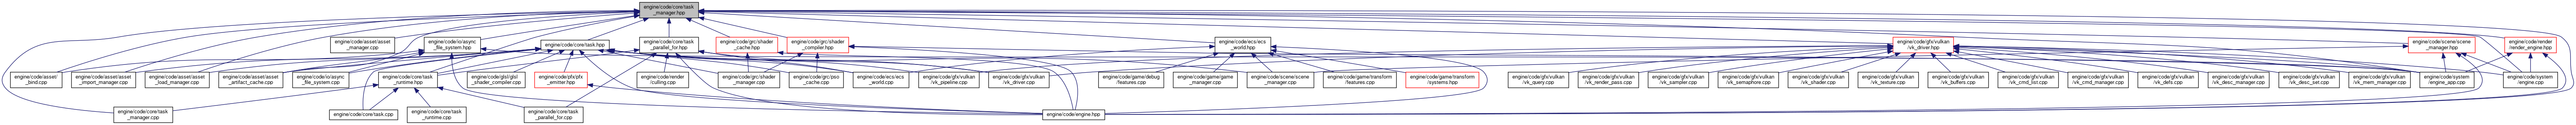 engine/code/core/task
_manager.hpp
engine/code/asset/asset
_manager.cpp
engine/code/io/async
_file_system.hpp
engine/code/core/task.hpp
engine/code/core/task
_parallel_for.hpp
engine/code/grc/shader
_cache.hpp
engine/code/grc/shader
_compiler.hpp
engine/code/ecs/ecs
_world.hpp
engine/code/gfx/vulkan
/vk_driver.hpp
engine/code/scene/scene
_manager.hpp
engine/code/render
/render_engine.hpp
engine/code/asset
_bind.cpp
engine/code/asset/asset
_import_manager.cpp
engine/code/asset/asset
_load_manager.cpp
engine/code/asset/asset
_artifact_cache.cpp
engine/code/io/async
_file_system.cpp
engine/code/core/task
_runtime.hpp
engine/code/gfx/glsl/glsl
_shader_compiler.cpp
engine/code/pfx/pfx
_emitter.hpp
engine/code/render
/culling.cpp
engine/code/grc/shader
_manager.cpp
engine/code/grc/pso
_cache.cpp
engine/code/ecs/ecs
_world.cpp
engine/code/gfx/vulkan
/vk_pipeline.cpp
engine/code/gfx/vulkan
/vk_driver.cpp
engine/code/game/debug
/features.cpp
engine/code/game/game
_manager.cpp
engine/code/scene/scene
_manager.cpp
engine/code/game/transform
/features.cpp
engine/code/game/transform
/systems.hpp
engine/code/gfx/vulkan
/vk_query.cpp
engine/code/gfx/vulkan
/vk_render_pass.cpp
engine/code/gfx/vulkan
/vk_sampler.cpp
engine/code/gfx/vulkan
/vk_semaphore.cpp
engine/code/gfx/vulkan
/vk_shader.cpp
engine/code/gfx/vulkan
/vk_texture.cpp
engine/code/gfx/vulkan
/vk_buffers.cpp
engine/code/gfx/vulkan
/vk_cmd_list.cpp
engine/code/gfx/vulkan
/vk_cmd_manager.cpp
engine/code/gfx/vulkan
/vk_defs.cpp
engine/code/gfx/vulkan
/vk_desc_manager.cpp
engine/code/gfx/vulkan
/vk_desc_set.cpp
engine/code/gfx/vulkan
/vk_mem_manager.cpp
engine/code/system
/engine_app.cpp
engine/code/system
/engine.cpp
engine/code/core/task
_manager.cpp
engine/code/core/task.cpp
engine/code/core/task
_runtime.cpp
engine/code/core/task
_parallel_for.cpp
engine/code/engine.hpp